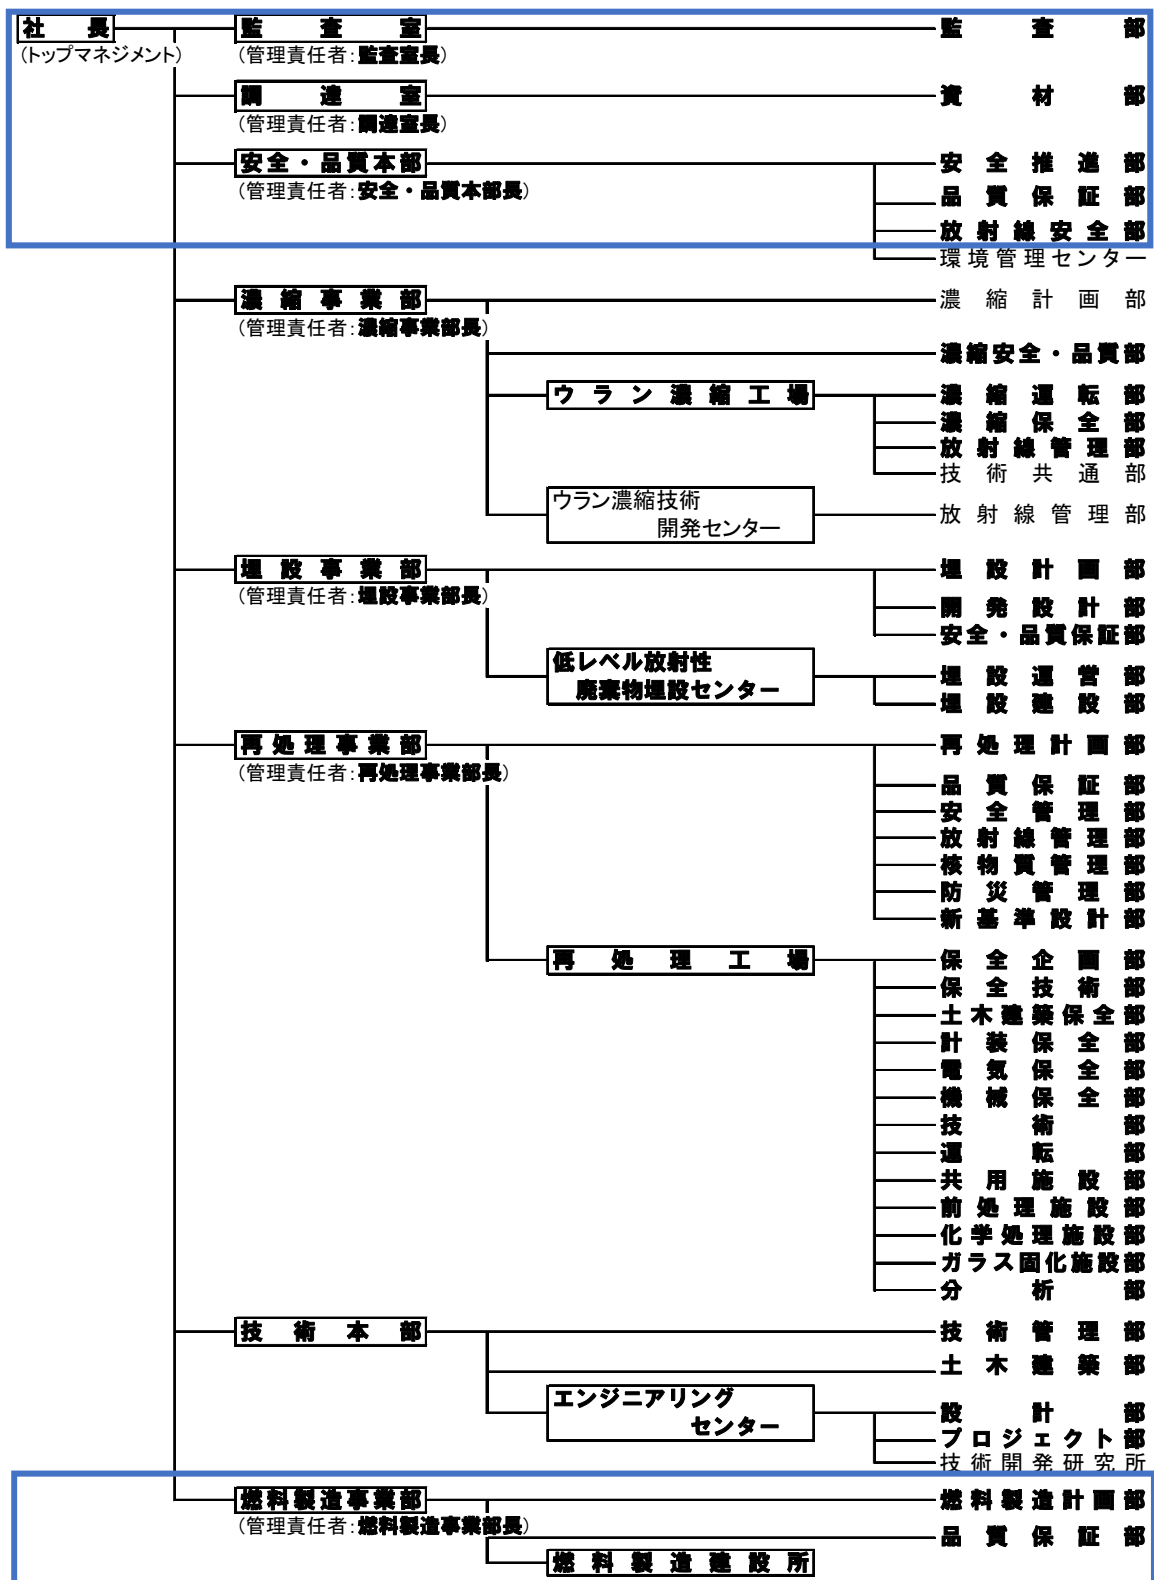 社長 監査室 監査部
(トップマネジメント) (管理責任者:監査室長)
調達室 資材部
(管理責任者:調達室長)
安全・品質本部 安全推進部
(管理責任者:安全・品質本部長) 品質保証部
放射線安全部
環境管理センター
濃縮事業部 濃縮計画部
(管理責任者:濃縮事業部長)
濃縮安全・品質部
ウラン濃縮工場 濃縮運転部
濃縮保全部
放射線管理部
技術共通部
ウラン濃縮技術
開発センター 放射線管理部
埋設事業部 埋設計画部
(管理責任者:埋設事業部長) 開発設計部
安全・品質保証部
低レベル放射性
廃棄物埋設センター 埋設運営部
埋設建設部
再処理事業部 再処理計画部
(管理責任者:再処理事業部長)
品質保証部
安全管理部
放射線管理部
核物質管理部
防災管理部
新基準設計部
再処理工場 保全企画部
保全技術部
土木建築保全部
計装保全部
電気保全部
機械保全部
技術部
運転部
共用施設部
前処理施設部
化学処理施設部
ガラス固化施設部
分析部
技術本部 技術管理部
土木建築部
エンジニアリング
センター 設計部
プロジェクト部
技術開発研究所
燃料製造事業部 燃料製造計画部
(管理責任者:燃料製造事業部長) 品質保証部
燃料製造建設所